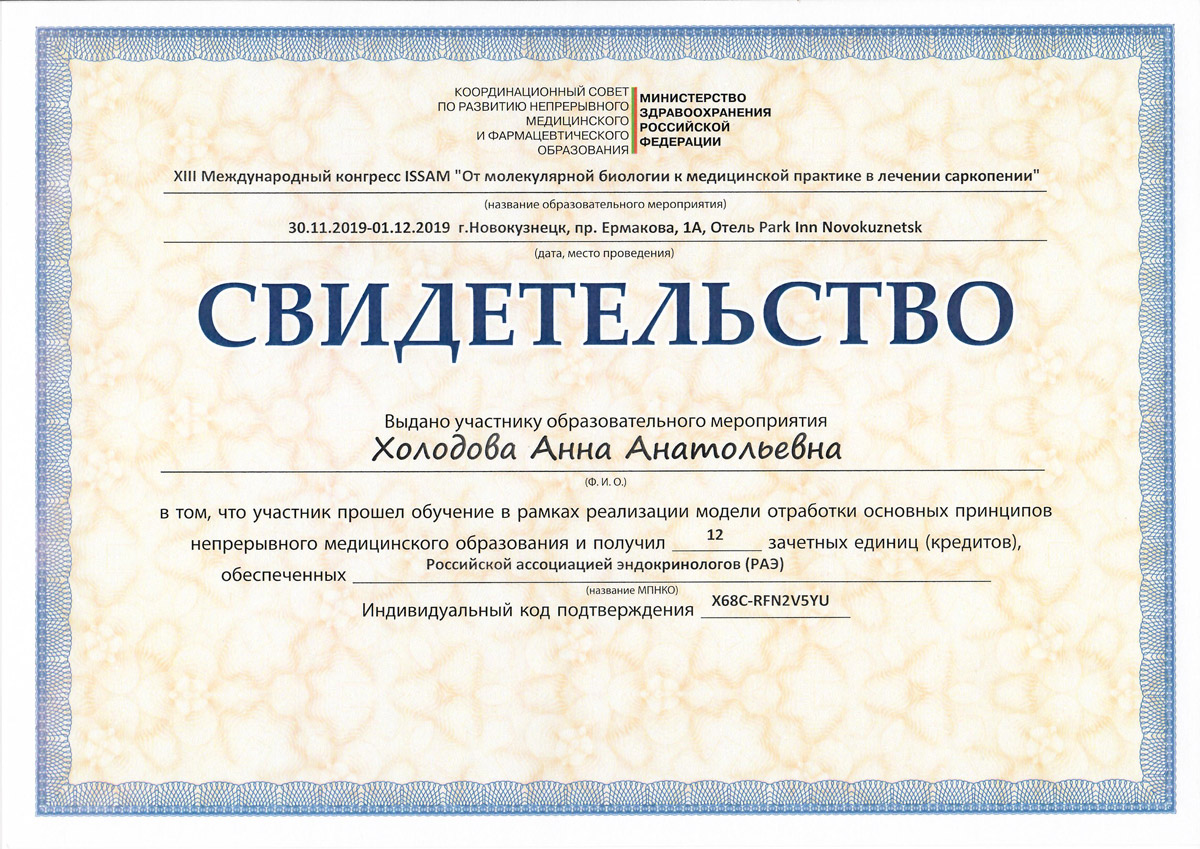 КООРДИНАЦИОННЫЙ СОВЕТ
ПО РАЗВИТИЮ НЕПРЕРЫВНОГО
МЕДИЦИНСКОГО
И ФАРМАЦЕВТИЧЕСКОГО
ОБРАЗОВАНИЯ
МИНИСТЕРСТВО
ЗДРАВООХРАНЕНИЯ
РОССИЙСКОЙ
ФЕДЕРАЦИИ
XIII Международный конгресс ISSAM "От молекулярной биологии к медицинской практике в лечении саркопении"
(название образовательного мероприятия)
30.11.2019-01.12.2019 г.Новокузнецк, пр. Ермакова, 1А, Отель Park Inn Novokuznetsk
(дата, место проведения)
СВИДЕТЕЛЬСТВО
Выдано участнику образовательного мероприятия
Холодова Анна Анатольевна
(Ф. И. О.)
в том, что участник прошел обучение в рамках реализации модели отработки основных принципов
непрерывного медицинского образования и получил 12 зачетных единиц (кредитов),
обеспеченных Российской ассоциацией эндокринологов (РАЭ)
(название МПНКО)
Индивидуальный код подтверждения X68C-RFN2V5YU